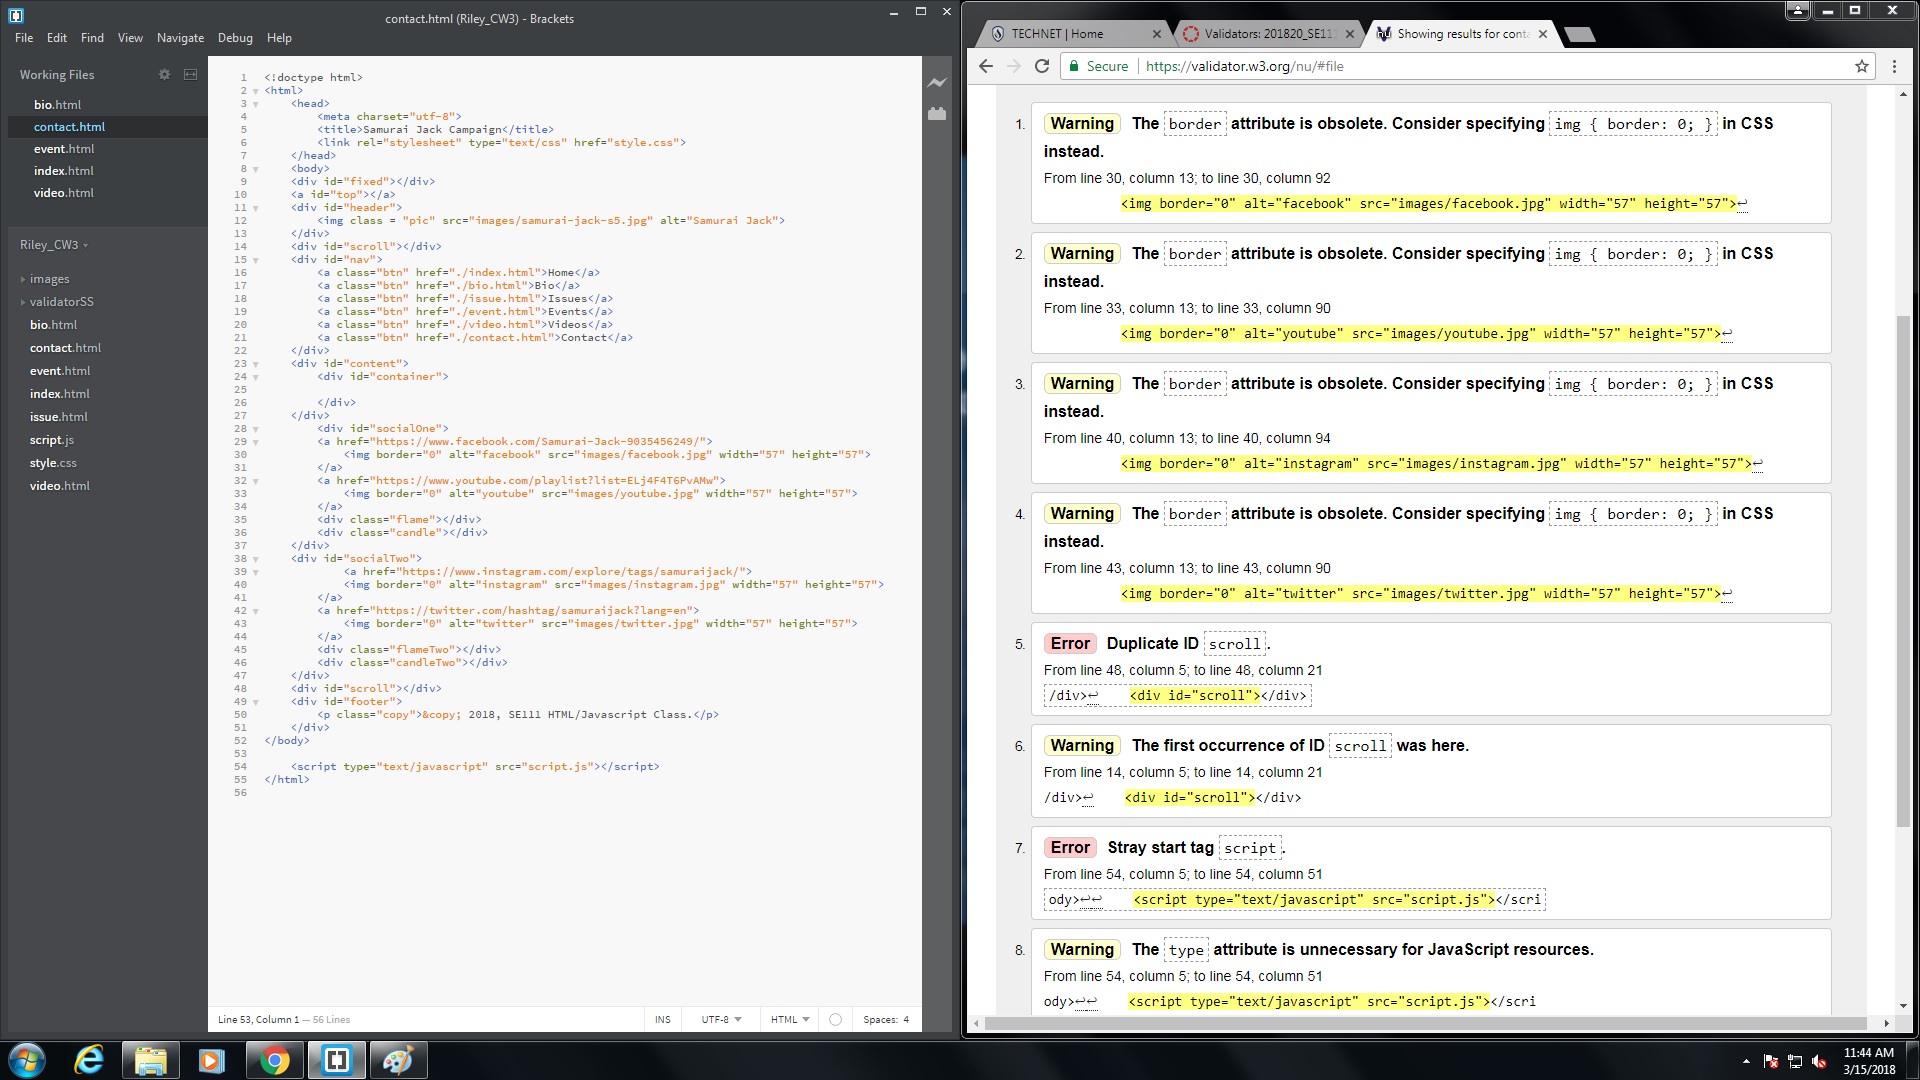 contact.html (Riley_CW3) - Brackets
File Edit Find View Navigate Debug Help
Working Files
bio.html
contact.html
event.html
index.html
video.html
Riley_CW3
images
validatorSS
bio.html
contact.html
event.html
index.html
issue.html
script.js
style.css
video.html
1 <!doctype html>
2 <html>
3 <head>
4 <meta charset="utf-8">
5 <title>Samurai Jack Campaign</title>
6 <link rel="stylesheet" type="text/css" href="style.css">
7 </head>
8 <body>
9 <div id="fixed"></div>
10 <a id="top"></a>
11 <div id="header">
12 <img class = "pic" src="images/samurai-jack-s5.jpg" alt="Samurai Jack">
13 </div>
14 <div id="scroll"></div>
15 <div id="nav">
16 <a class="btn" href="./index.html">Home</a>
17 <a class="btn" href="./bio.html">Bio</a>
18 <a class="btn" href="./issue.html">Issues</a>
19 <a class="btn" href="./event.html">Events</a>
20 <a class="btn" href="./video.html">Videos</a>
21 <a class="btn" href="./contact.html">Contact</a>
22 </div>
23 <div id="content">
24 <div id="container">
25
26 </div>
27 </div>
28 <div id="socialOne">
29 <a href="https://www.facebook.com/Samurai-Jack-9035456249/">
30 <img border="0" alt="facebook" src="images/facebook.jpg" width="57" height="57">
31 </a>
32 <a href="https://www.youtube.com/playlist?list=ELj4F4T6PvAMw">
33 <img border="0" alt="youtube" src="images/youtube.jpg" width="57" height="57">
34 </a>
35 <div class="flame"></div>
36 <div class="candle"></div>
37 </div>
38 <div id="socialTwo">
39 <a href="https://www.instagram.com/explore/tags/samuraijack/">
40 <img border="0" alt="instagram" src="images/instagram.jpg" width="57" height="57">
41 </a>
42 <a href="https://twitter.com/hashtag/samuraijack?lang=en">
43 <img border="0" alt="twitter" src="images/twitter.jpg" width="57" height="57">
44 </a>
45 <div class="flameTwo"></div>
46 <div class="candleTwo"></div>
47 </div>
48 <div id="scroll"></div>
49 <div id="footer">
50 <p class="copy">&copy; 2018, SE111 HTML/Javascript Class.</p>
51 </div>
52 </body>
53
54 <script type="text/javascript" src="script.js"></script>
55 </html>
56
Line 53, Column 1 — 56 Lines
INS UTF-8 HTML Spaces: 4
TECHNET | Home
Validators: 201820_SE111
Showing results for conta
Secure https://validator.w3.org/nu/#file
1. Warning The border attribute is obsolete. Consider specifying img { border: 0; } in CSS
instead.
From line 30, column 13; to line 30, column 92
<img border="0" alt="facebook" src="images/facebook.jpg" width="57" height="57">↩
2. Warning The border attribute is obsolete. Consider specifying img { border: 0; } in CSS
instead.
From line 33, column 13; to line 33, column 90
<img border="0" alt="youtube" src="images/youtube.jpg" width="57" height="57">↩
3. Warning The border attribute is obsolete. Consider specifying img { border: 0; } in CSS
instead.
From line 40, column 13; to line 40, column 94
<img border="0" alt="instagram" src="images/instagram.jpg" width="57" height="57">↩
4. Warning The border attribute is obsolete. Consider specifying img { border: 0; } in CSS
instead.
From line 43, column 13; to line 43, column 90
<img border="0" alt="twitter" src="images/twitter.jpg" width="57" height="57">↩
5. Error Duplicate ID scroll.
From line 48, column 5; to line 48, column 21
/div>↩ <div id="scroll"></div>
6. Warning The first occurrence of ID scroll was here.
From line 14, column 5; to line 14, column 21
/div>↩ <div id="scroll"></div>
7. Error Stray start tag script.
From line 54, column 5; to line 54, column 51
ody>↩↩ <script type="text/javascript" src="script.js"></scri
8. Warning The type attribute is unnecessary for JavaScript resources.
From line 54, column 5; to line 54, column 51
ody>↩↩ <script type="text/javascript" src="script.js"></scri
11:44 AM
3/15/2018